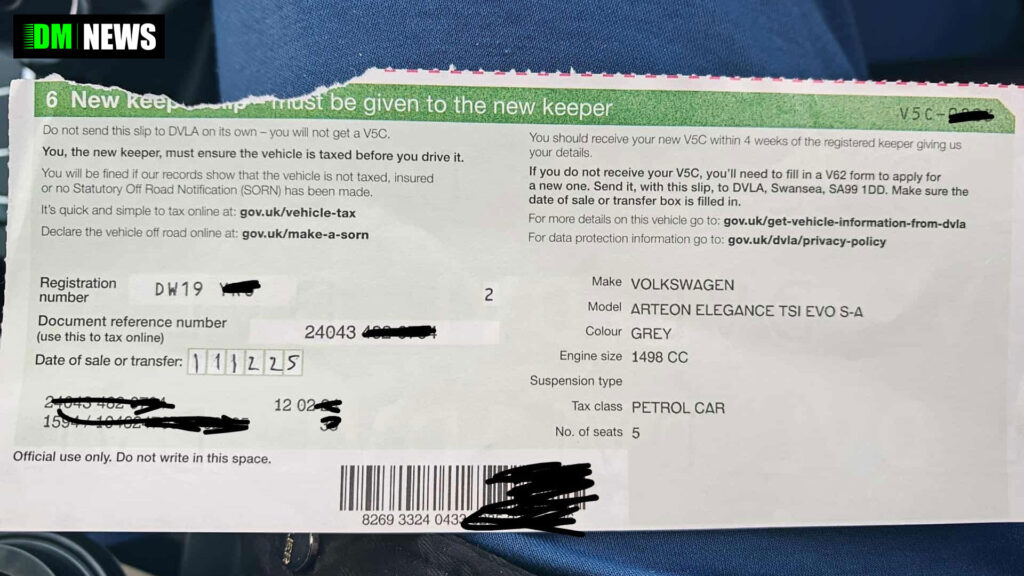 DM NEWS
6 New keeper slip – must be given to the new keeper
V5C-
Do not send this slip to DVLA on its own – you will not get a V5C.
You, the new keeper, must ensure the vehicle is taxed before you drive it.
You will be fined if our records show that the vehicle is not taxed, insured
or no Statutory Off Road Notification (SORN) has been made.
It's quick and simple to tax online at: gov.uk/vehicle-tax
Declare the vehicle off road online at: gov.uk/make-a-sorn
You should receive your new V5C within 4 weeks of the registered keeper giving us
your details.
If you do not receive your V5C, you'll need to fill in a V62 form to apply for
a new one. Send it, with this slip, to DVLA, Swansea, SA99 1DD. Make sure the
date of sale or transfer box is filled in.
For more details on this vehicle go to: gov.uk/get-vehicle-information-from-dvla
For data protection information go to: gov.uk/dvla/privacy-policy
Registration
number
DW19
2
Document reference number
(use this to tax online)
24043
Date of sale or transfer: 111225
12 02
Official use only. Do not write in this space.
Make VOLKSWAGEN
Model ARTEON ELEGANCE TSI EVO S-A
Colour GREY
Engine size 1498 CC
Suspension type
Tax class PETROL CAR
No. of seats 5
8269 3324 0432